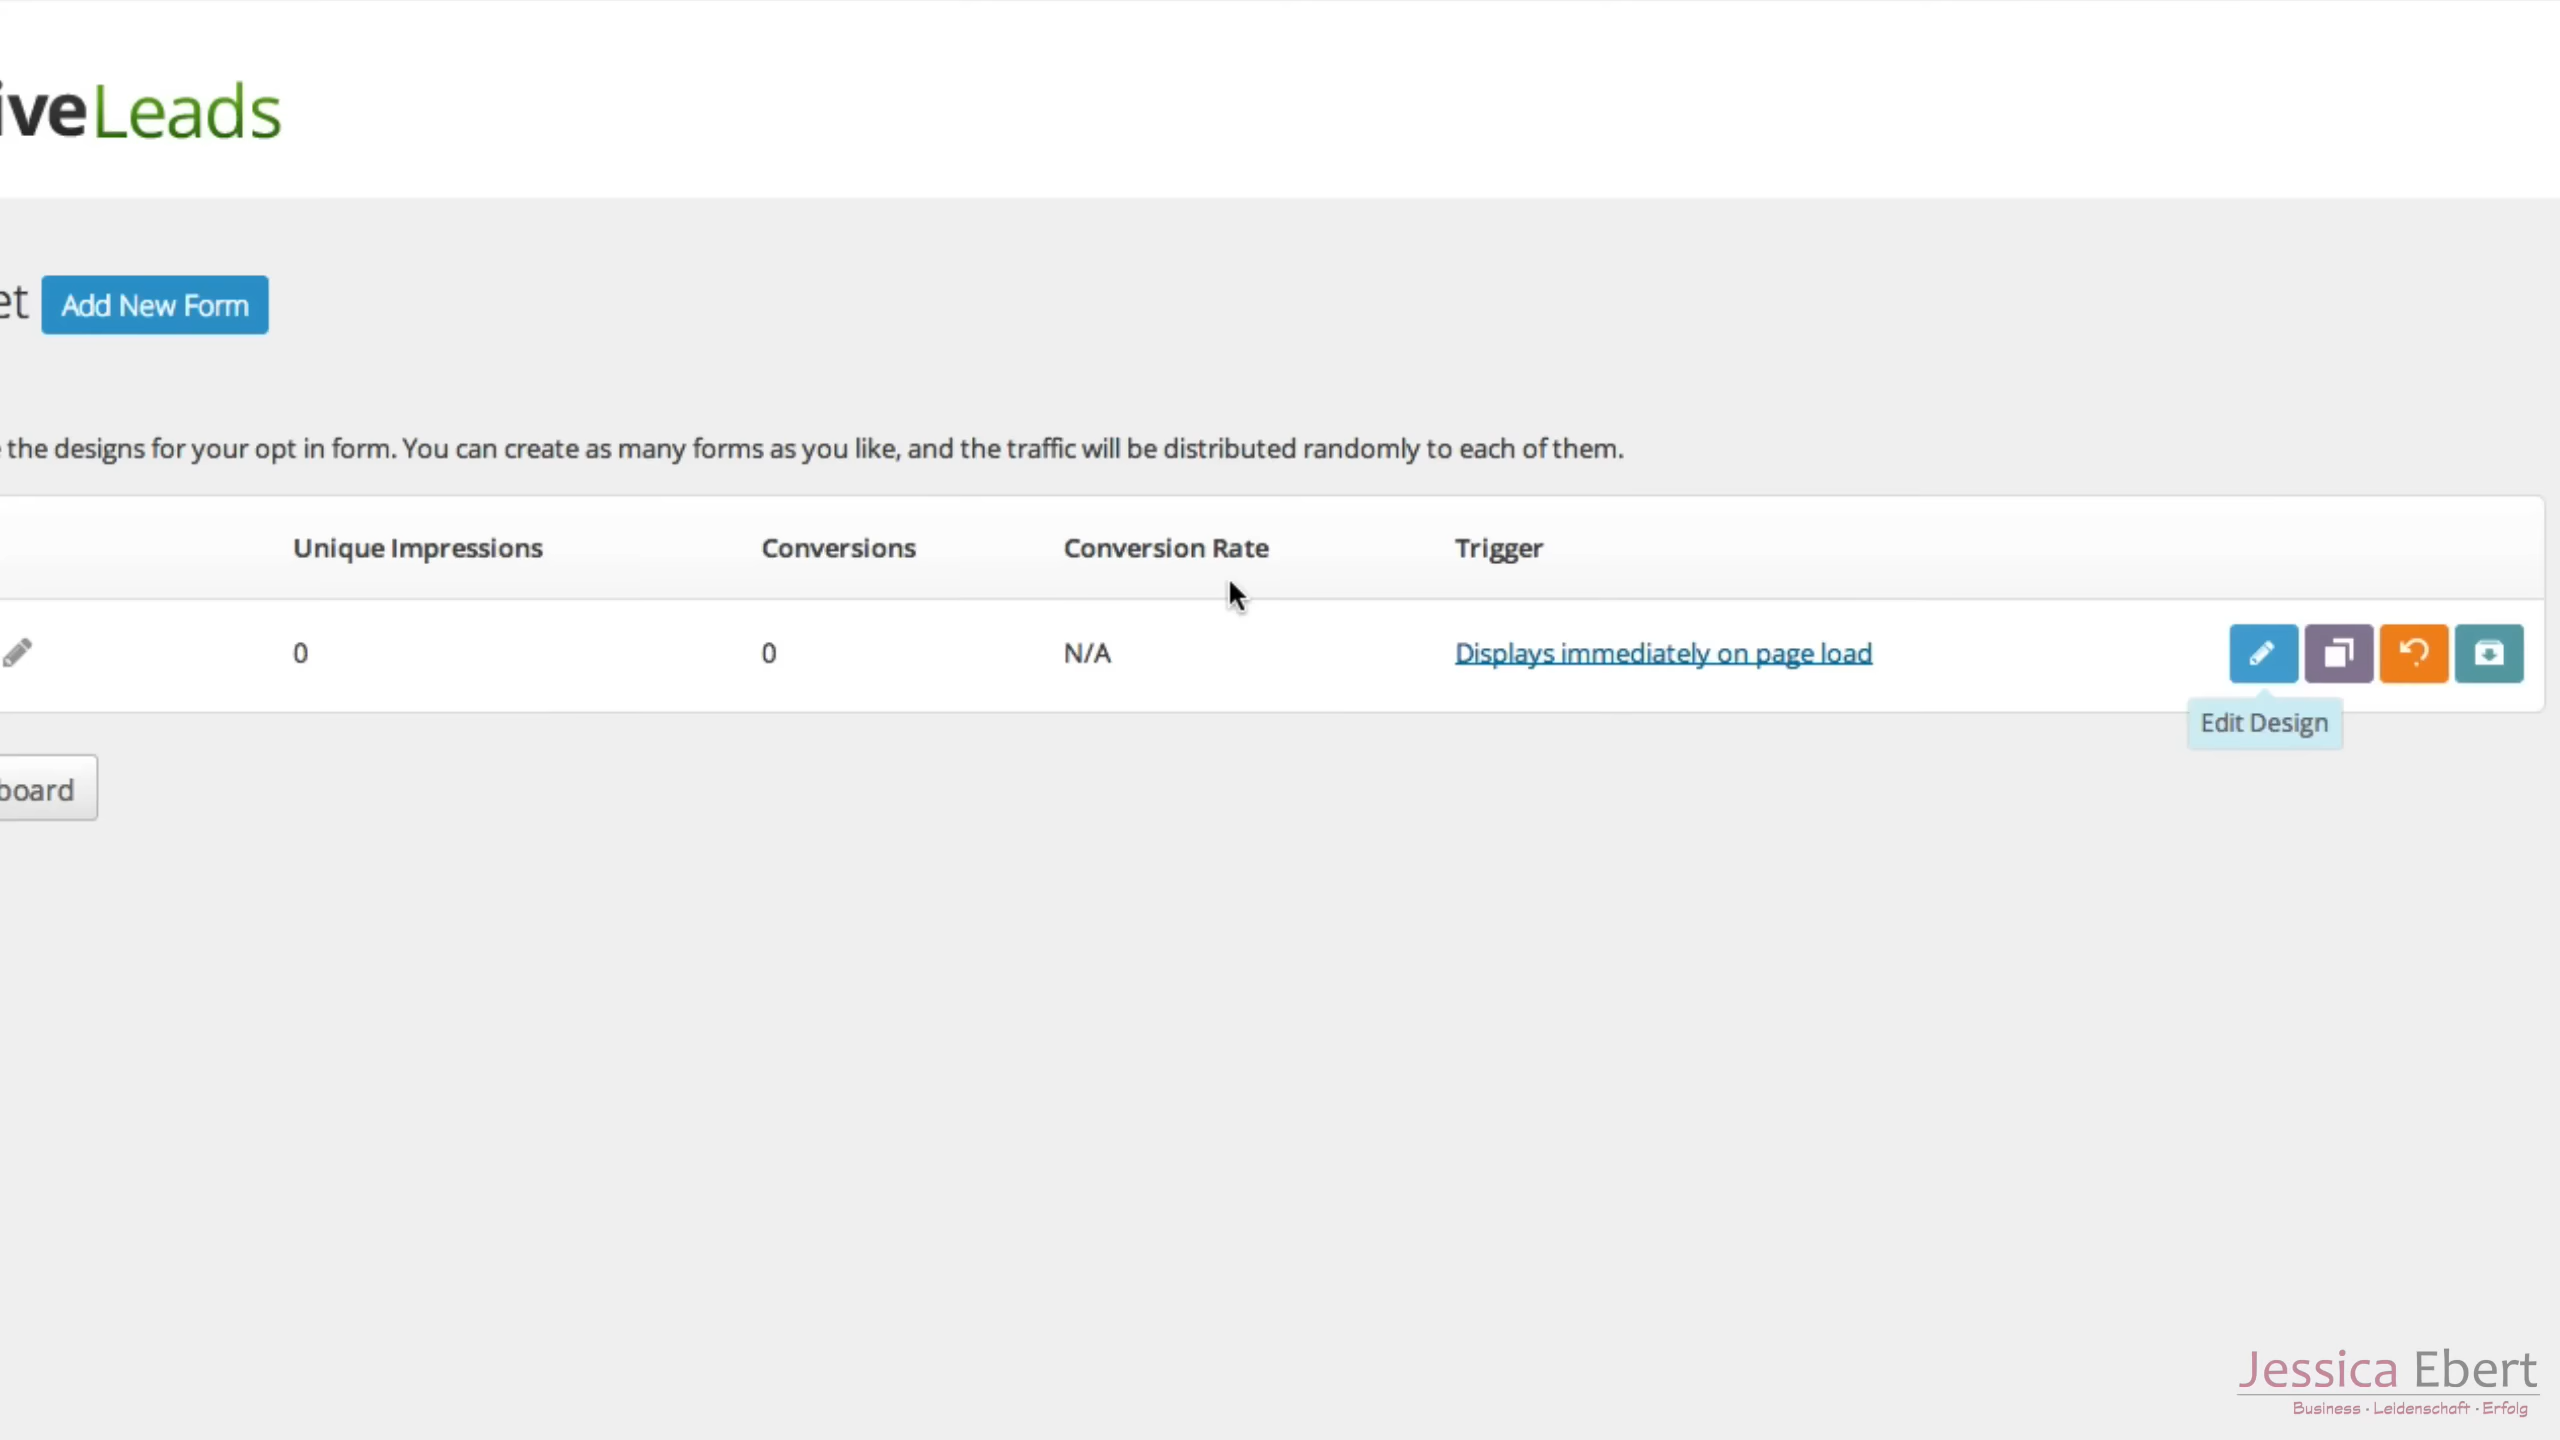 iveLeads
et Add New Form
the designs for your opt in form. You can create as many forms as you like, and the traffic will be distributed randomly to each of them.
Unique Impressions Conversions Conversion Rate Trigger
0 0 N/A Displays immediately on page load
Edit Design
board
Jessica Ebert
Business · Leidenschaft · Erfolg